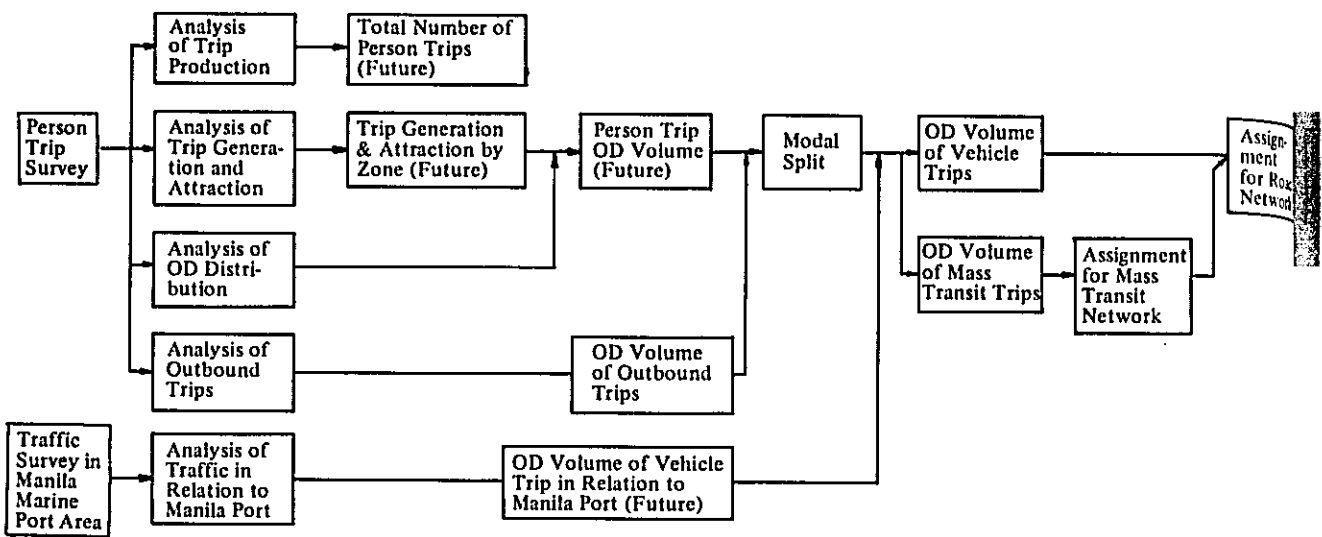 Analysis
of Trip
Production
Total Number of
Person Trips
(Future)
Person
Trip
Survey
Analysis of
Trip Genera-
tion and
Attraction
Trip Generation
& Attraction by
Zone (Future)
Person Trip
OD Volume
(Future)
Modal
Split
OD Volume
of Vehicle
Trips
Assign-
ment
for
Network
Analysis of
OD Distri-
bution
OD Volume
of Mass
Transit Trips
Assignment
for Mass
Transit
Network
Analysis of
Outbound
Trips
OD Volume
of Outbound
Trips
Traffic
Survey in
Manila
Marine
Port Area
Analysis of
Traffic in
Relation to
Manila Port
OD Volume of Vehicle
Trip in Relation to
Manila Port (Future)